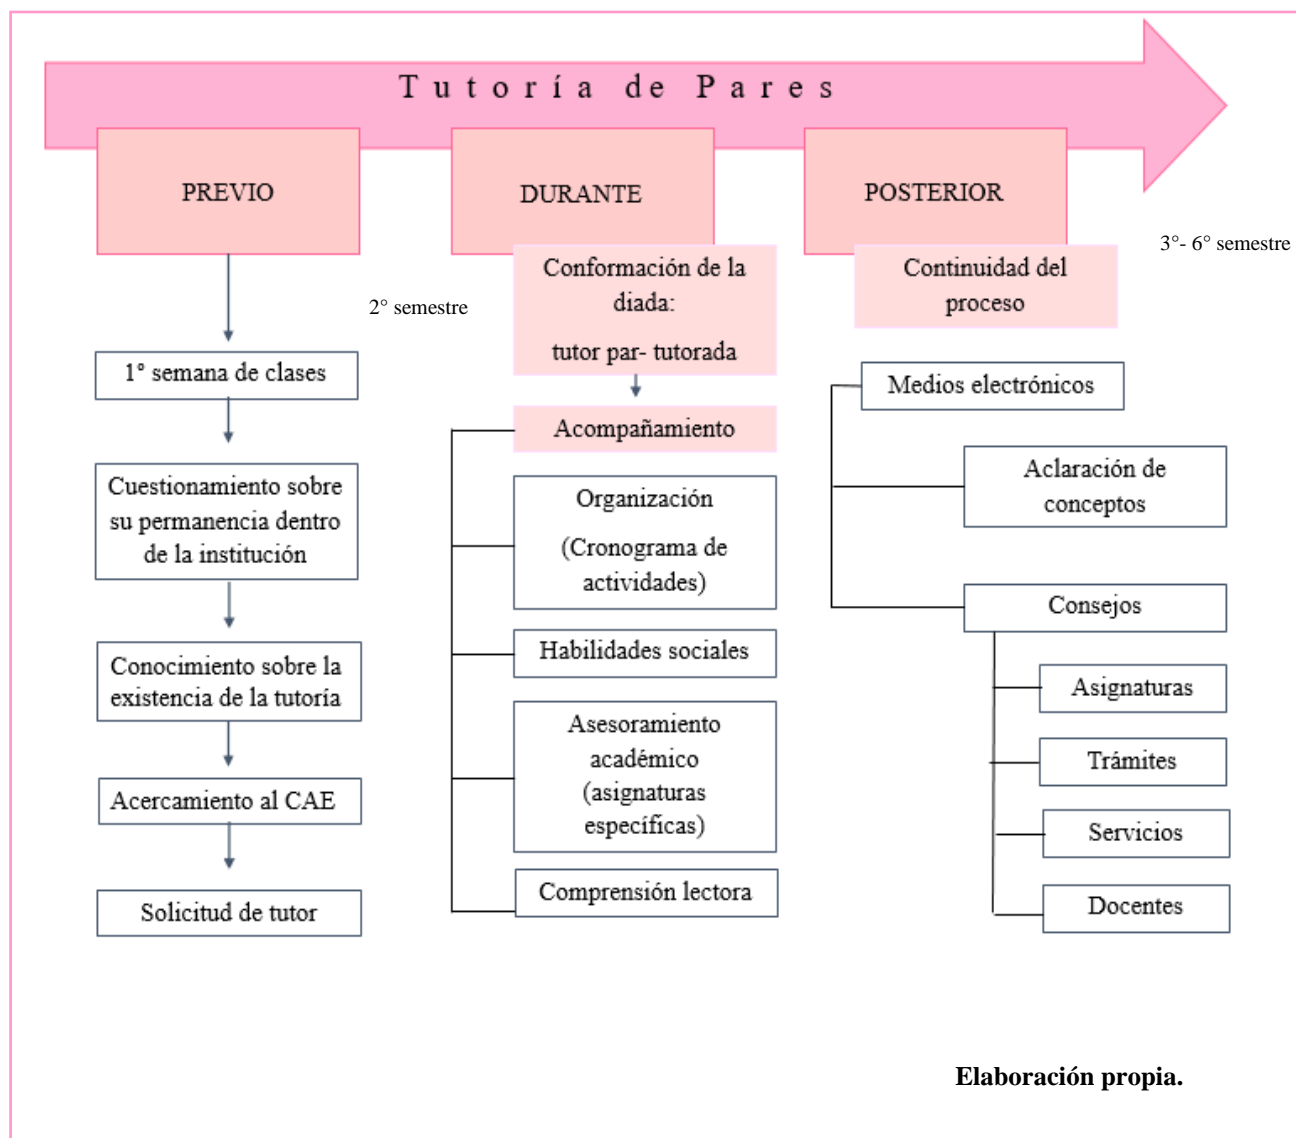 Tutoría de Pares
PREVIO
1° semana de clases
Cuestionamiento sobre
su permanencia dentro
de la institución
Conocimiento sobre la
existencia de la tutoría
Acercamiento al CAE
Solicitud de tutor
2° semestre
DURANTE
Conformación de la
diada:
tutor par- tutorada
Acompañamiento
Organización
(Cronograma de
actividades)
Habilidades sociales
Asesoramiento
académico
(asignaturas
específicas)
Comprensión lectora
POSTERIOR
3°- 6° semestre
Continuidad del
proceso
Medios electrónicos
Aclaración de
conceptos
Consejos
Asignaturas
Trámites
Servicios
Docentes
Elaboración propia.